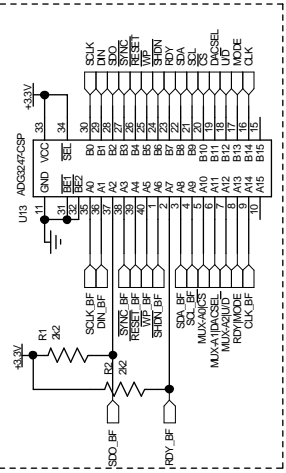 +3.3V
ADG3247-CSP
33 VCC
34 SEL
GND 11
BE1 31
BE2 32
U13
30 B0 A0 35
29 B1 A1 36
28 B2 A2 37
27 B3 A3 38
26 B4 A4 39
25 B5 A5 40
24 B6 A6 1
23 B7 A7 2
22 B8 A8 3
21 B9 A9 4
20 B10 A10 5
19 B11 A11 6
18 B12 A12 7
17 B13 A13 8
16 B14 A14 9
15 B15 A15 10
SCLK
DIN
SDO
SYNC
RESET
WP
SHDN
RDY
SDA
SCL
CS
DACSEL
U/D
MODE
CLK
SCLK_BF
DIN_BF
SYNC_BF
RESET_BF
WP_BF
SHDN_BF
SDA_BF
SCL_BF
MUX-A0|CS
MUX-A1|DACSEL
MUX-A2|U/D
RDY|MODE
CLK_BF
+3.3V
R1
2k2
R2
2k2
SDO_BF
RDY_BF